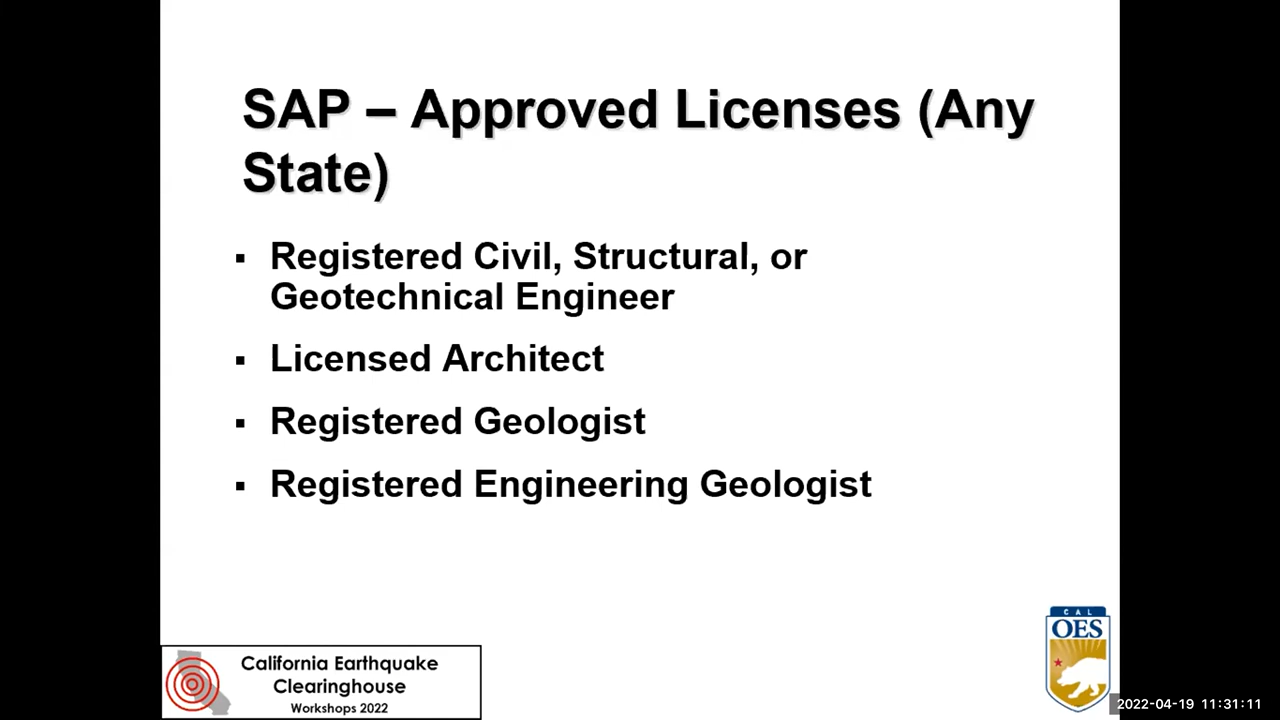 SAP – Approved Licenses (Any
State)
▪ Registered Civil, Structural, or
Geotechnical Engineer
▪ Licensed Architect
▪ Registered Geologist
▪ Registered Engineering Geologist
California Earthquake
Clearinghouse
Workshops 2022
CAL
OES
2022-04-19 11:31:11